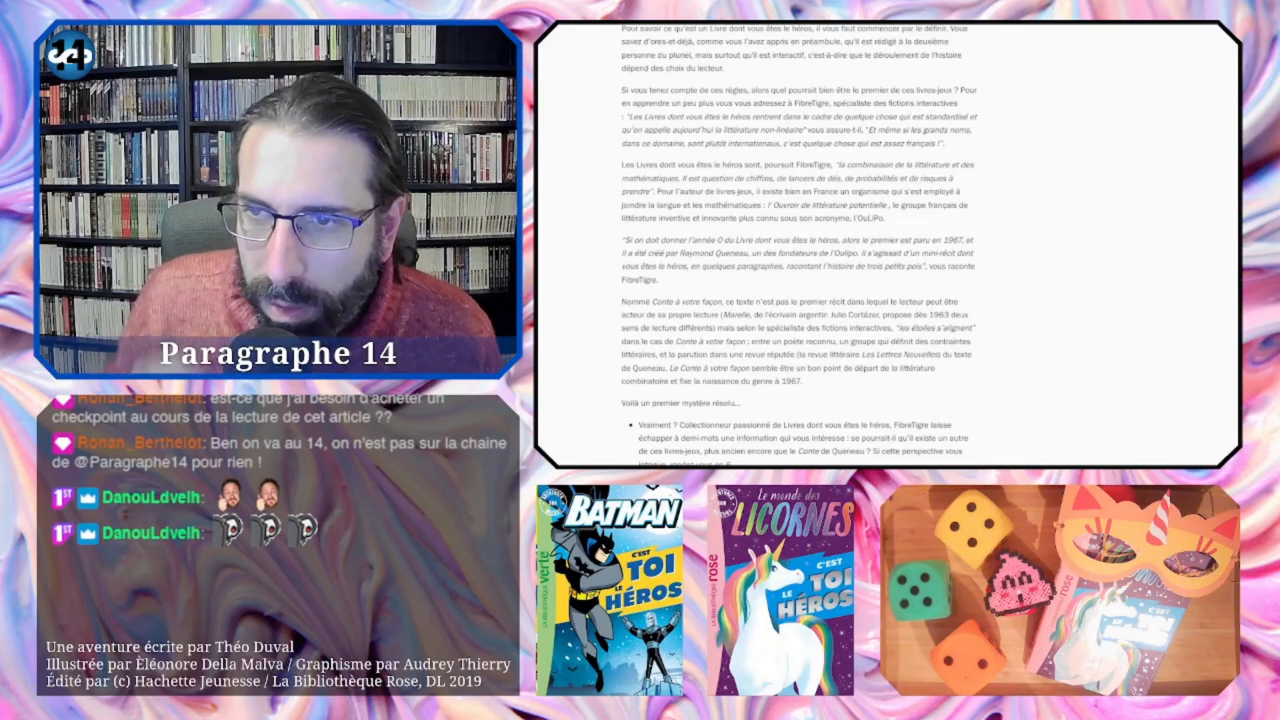 14
Paragraphe 14
Ronan_Berthelot: est-ce que j'ai besoin d'acheter un
checkpoint au cours de la lecture de cet article ??
Ronan_Berthelot: Ben on va au 14, on n'est pas sur la chaine
de @Paragraphe14 pour rien !
1ST DanouLdvelh:
1ST DanouLdvelh:
Une aventure écrite par Théo Duval
Illustrée par Èléonore Della Malva / Graphisme par Audrey Thierry
Édité par (c) Hachette Jeunesse / La Bibliothèque Rose, DL 2019
Pour savoir ce qu'est un Livre dont vous êtes le héros, il vous faut commencer par le définir. Vous
savez d'ores-et-déjà, comme vous l'avez appris en préambule, qu'il est rédigé à la deuxième
personne du pluriel, mais surtout qu'il est interactif, c'est-à-dire que le déroulement de l'histoire
dépend des choix du lecteur.
Si vous tenez compte de ces règles, alors quel pourrait bien être le premier de ces livres-jeux ? Pour
en apprendre un peu plus vous vous adressez à FibreTigre, spécialiste des fictions interactives
: "Les Livres dont vous êtes le héros rentrent dans le cadre de quelque chose qui est standardisé et
qu'on appelle aujourd'hui la littérature non-linéaire" vous assure-t-il, "Et même si les grands noms,
dans ce domaine, sont plutôt internationaux, c'est quelque chose qui est assez français !".
Les Livres dont vous êtes le héros sont, poursuit FibreTigre, "la combinaison de la littérature et des
mathématiques. Il est question de chiffres, de lancers de dés, de probabilités et de risques à
prendre". Pour l'auteur de livres-jeux, il existe bien en France un organisme qui s'est employé à
joindre la langue et les mathématiques : l' Ouvroir de littérature potentielle , le groupe français de
littérature inventive et innovante plus connu sous son acronyme, l'OuLiPo.
"Si on doit donner l'année 0 du Livre dont vous êtes le héros, alors le premier est paru en 1967, et
il a été créé par Raymond Queneau, un des fondateurs de l'Oulipo. Il s'agissait d'un mini-récit dont
vous êtes le héros, en quelques paragraphes, racontant l'histoire de trois petits pois", vous raconte
FibreTigre.
Nommé Conte à votre façon, ce texte n'est pas le premier récit dans lequel le lecteur peut être
acteur de sa propre lecture (Marelle, de l'écrivain argentin Julio Cortázar, propose dès 1963 deux
sens de lecture différents) mais selon le spécialiste des fictions interactives, "les étoiles s'alignent"
dans le cas de Conte à votre façon : entre un poète reconnu, un groupe qui définit des contraintes
littéraires, et la parution dans une revue réputée (la revue littéraire Les Lettres Nouvelles) du texte
de Queneau, Le Conte à votre façon semble être un bon point de départ de la littérature
combinatoire et fixe la naissance du genre à 1967.
Voilà un premier mystère résolu...
• Vraiment ? Collectionneur passionné de Livres dont vous êtes le héros, FibreTigre laisse
échapper à demi-mots une information qui vous intéresse : se pourrait-il qu'il existe un autre
de ces livres-jeux, plus ancien encore que le Conte de Queneau ? Si cette perspective vous
intrigue, rendez-vous en
BATMAN
C'EST
TOI
LE
HÉROS
LA BIBLIOTHÈQUE verte
Le monde des
LICORNES
C'EST
TOI
LE
HÉROS
LA BIBLIOTHÈQUE rose
rose
C'EST